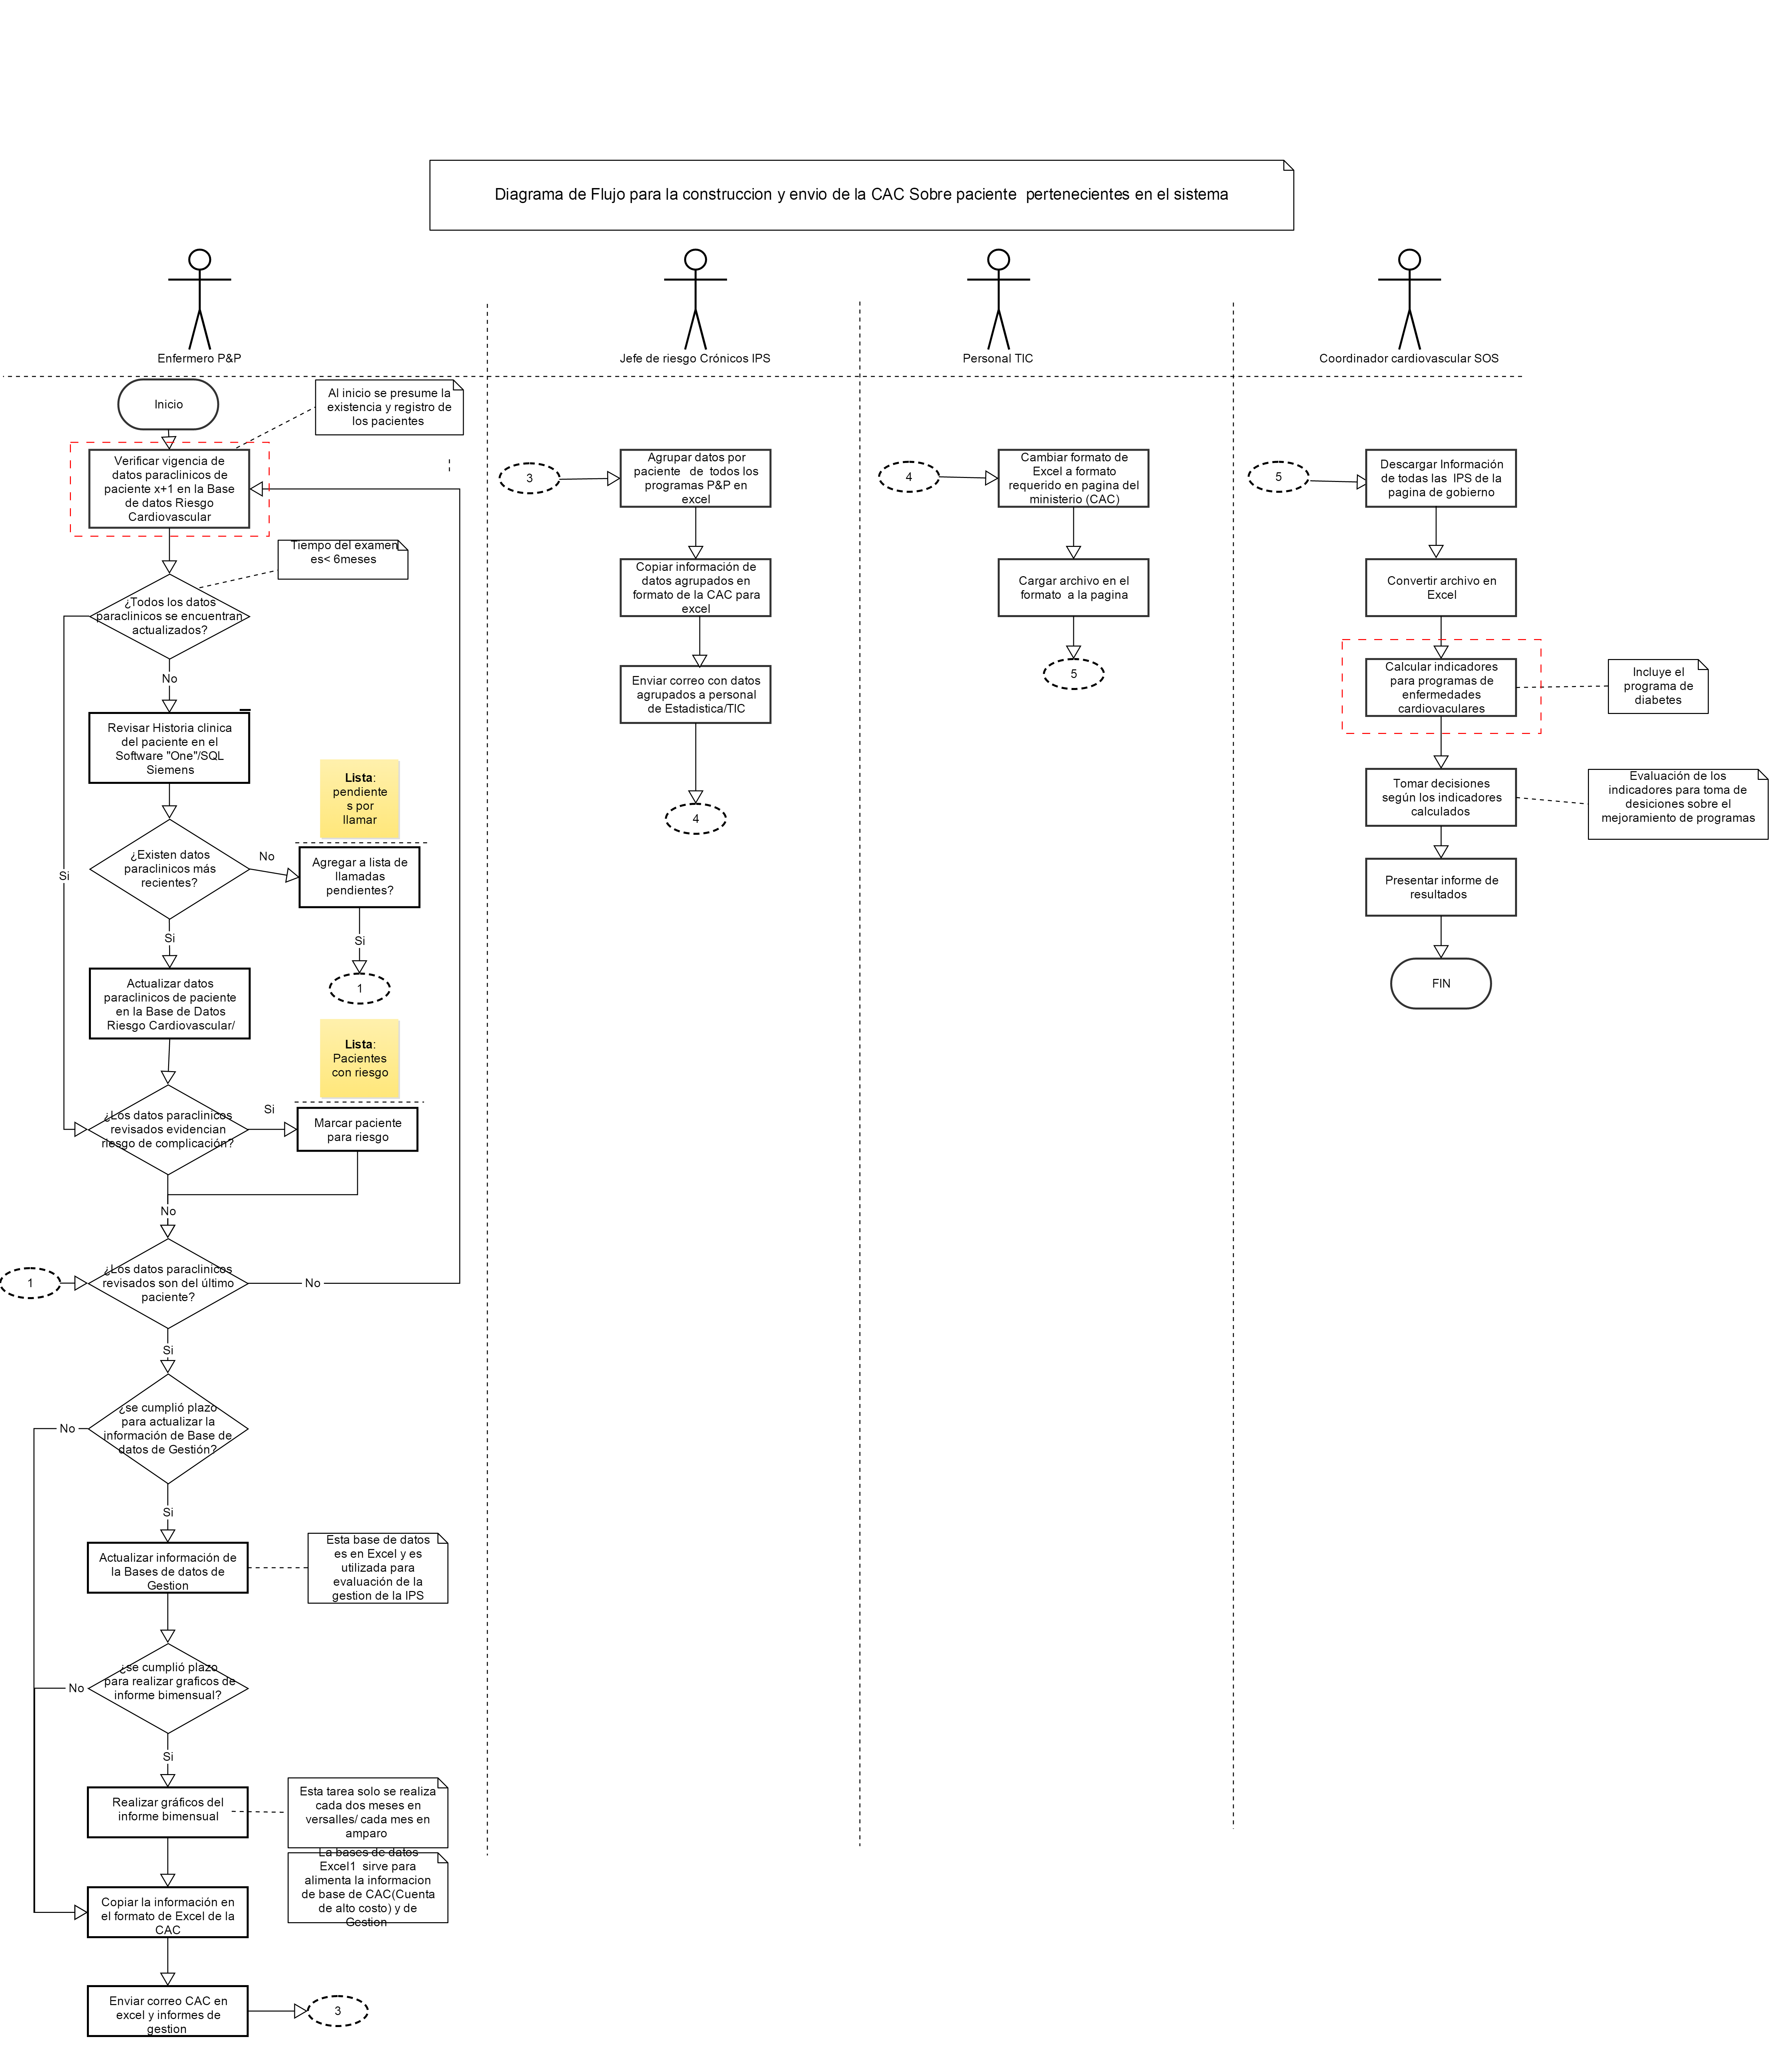 Diagrama de Flujo para la construccion y envio de la CAC Sobre paciente  pertenecientes en el sistema
Enfermero P&P
Jefe de riesgo Crónicos IPS
Personal TIC
Coordinador cardiovascular SOS
Inicio
Al inicio se presume la
existencia y registro de
los pacientes
Verificar vigencia de
datos paraclinicos de
paciente x+1 en la Base
de datos Riesgo
Cardiovascular
Tiempo del examen
es< 6meses
¿Todos los datos
paraclinicos se encuentran
actualizados?
No
Si
Revisar Historia clinica
del paciente en el
Software "One"/SQL
Siemens
Lista:
pendiente
s por
llamar
¿Existen datos
paraclinicos más
recientes?
No
Agregar a lista de
llamadas
pendientes?
Si
Si
1
Actualizar datos
paraclinicos de paciente
en la Base de Datos
Riesgo Cardiovascular/
Lista:
Pacientes
con riesgo
¿Los datos paraclinicos
revisados evidencian
riesgo de complicación?
Si
Marcar paciente
para riesgo
No
1
¿Los datos paraclinicos
revisados son del último
paciente?
No
Si
¿se cumplió plazo
para actualizar la
información de Base de
datos de Gestión?
No
Si
Actualizar información de
la Bases de datos de
Gestion
Esta base de datos
es en Excel y es
utilizada para
evaluación de la
gestion de la IPS
¿se cumplió plazo
para realizar graficos de
informe bimensual?
No
Si
Realizar gráficos del
informe bimensual
Esta tarea solo se realiza
cada dos meses en
versalles/ cada mes en
amparo
La bases de datos
Excel1  sirve para
alimenta la informacion
de base de CAC(Cuenta
de alto costo) y de
Gestion
Copiar la información en
el formato de Excel de la
CAC
Enviar correo CAC en
excel y informes de
gestion
3
3
Agrupar datos por
paciente   de  todos los
programas P&P en
excel
Copiar información de
datos agrupados en
formato de la CAC para
excel
Enviar correo con datos
agrupados a personal
de Estadistica/TIC
4
4
Cambiar formato de
Excel a formato
requerido en pagina del
ministerio (CAC)
Cargar archivo en el
formato  a la pagina
5
5
Descargar Información
de todas las  IPS de la
pagina de gobierno
Convertir archivo en
Excel
Calcular indicadores
para programas de
enfermedades
cardiovaculares
Incluye el
programa de
diabetes
Tomar decisiones
según los indicadores
calculados
Evaluación de los
indicadores para toma de
desiciones sobre el
mejoramiento de programas
Presentar informe de
resultados
FIN